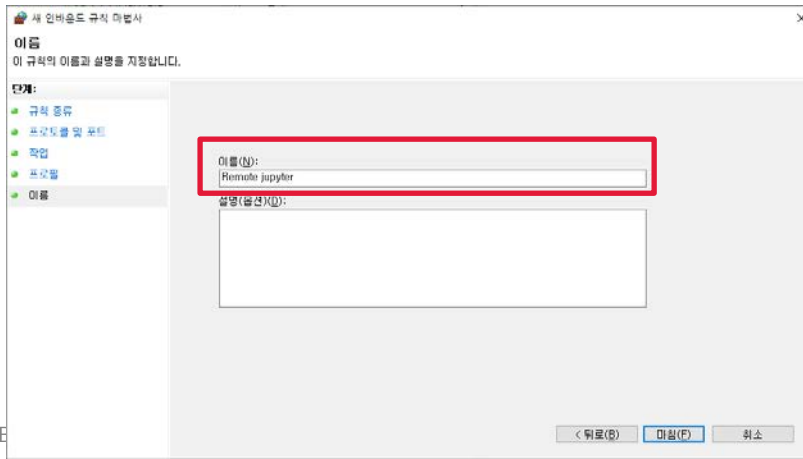 새 인바운드 규칙 마법사
이름
이 규칙의 이름과 설명을 지정합니다.
단계:
규칙 종류
프로토콜 및 포트
작업
프로필
이름
이름(N):
Remote jupyter
설명(옵션)(D):
< 뒤로(B)
마침(F)
취소